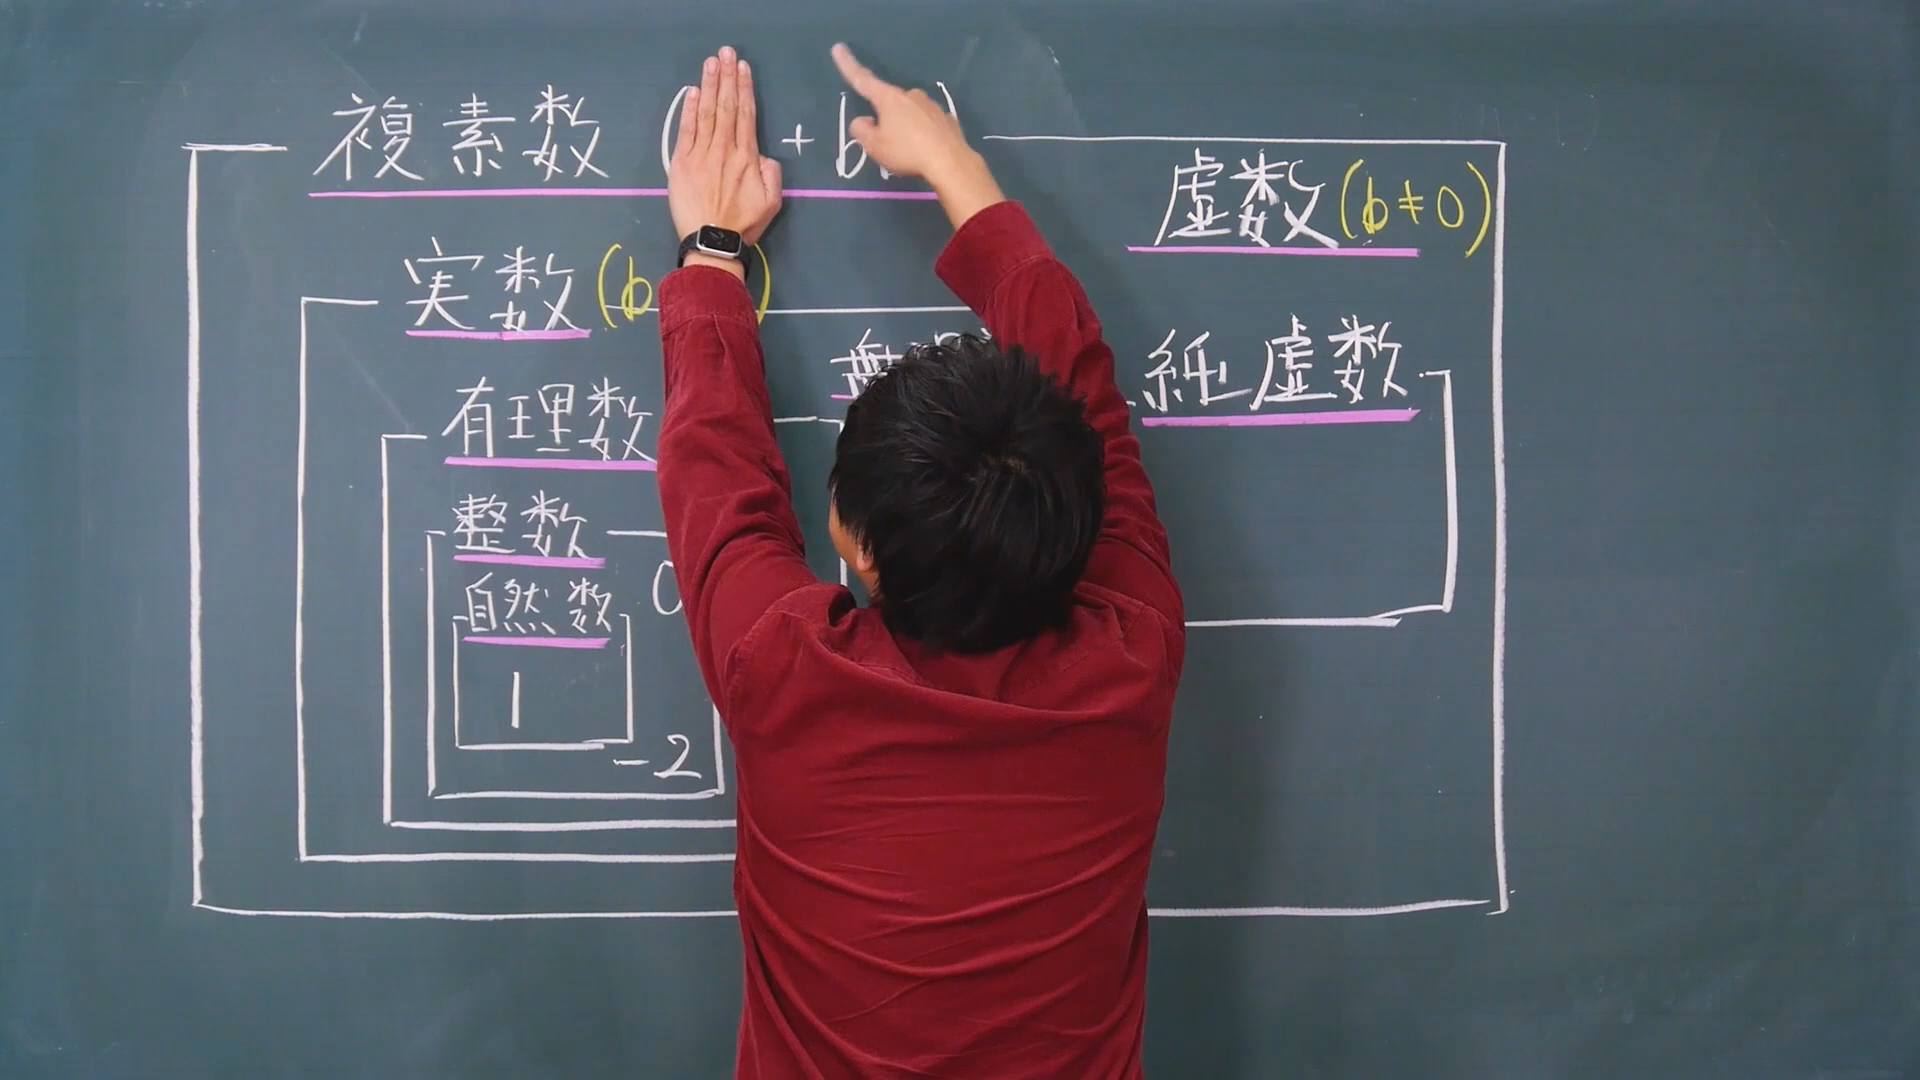 複素数 ( + b )
虚数 (b≠0)
実数 (b )
純虚数
有理数
整数
自然数
0
1
-2